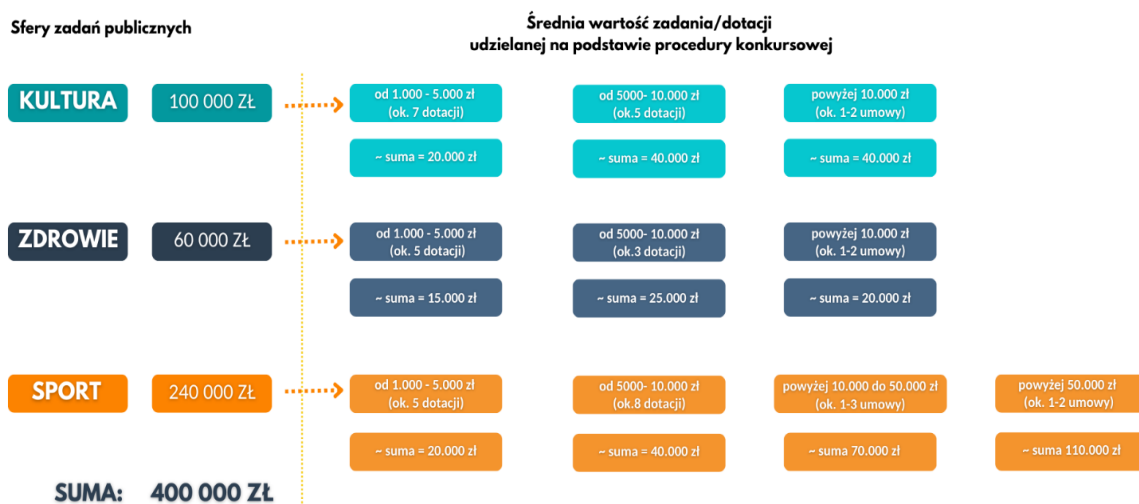 Sfery zadań publicznych
Średnia wartość zadania/dotacji
udzielanej na podstawie procedury konkursowej
KULTURA
100 000 ZŁ
od 1.000 - 5.000 zł
(ok. 7 dotacji)
od 5000- 10.000 zł
(ok.5 dotacji)
powyżej 10.000 zł
(ok. 1-2 umowy)
~ suma = 20.000 zł
~ suma = 40.000 zł
~ suma = 40.000 zł
ZDROWIE
60 000 ZŁ
od 1.000 - 5.000 zł
(ok. 5 dotacji)
od 5000- 10.000 zł
(ok.3 dotacji)
powyżej 10.000 zł
(ok. 1-2 umowy)
~ suma = 15.000 zł
~ suma = 25.000 zł
~ suma = 20.000 zł
SPORT
240 000 ZŁ
od 1.000 - 5.000 zł
(ok. 5 dotacji)
od 5000- 10.000 zł
(ok.8 dotacji)
powyżej 10.000 do 50.000 zł
(ok. 1-3 umowy)
powyżej 50.000 zł
(ok. 1-2 umowy)
~ suma = 20.000 zł
~ suma = 40.000 zł
~ suma 70.000 zł
~ suma 110.000 zł
SUMA: 400 000 ZŁ